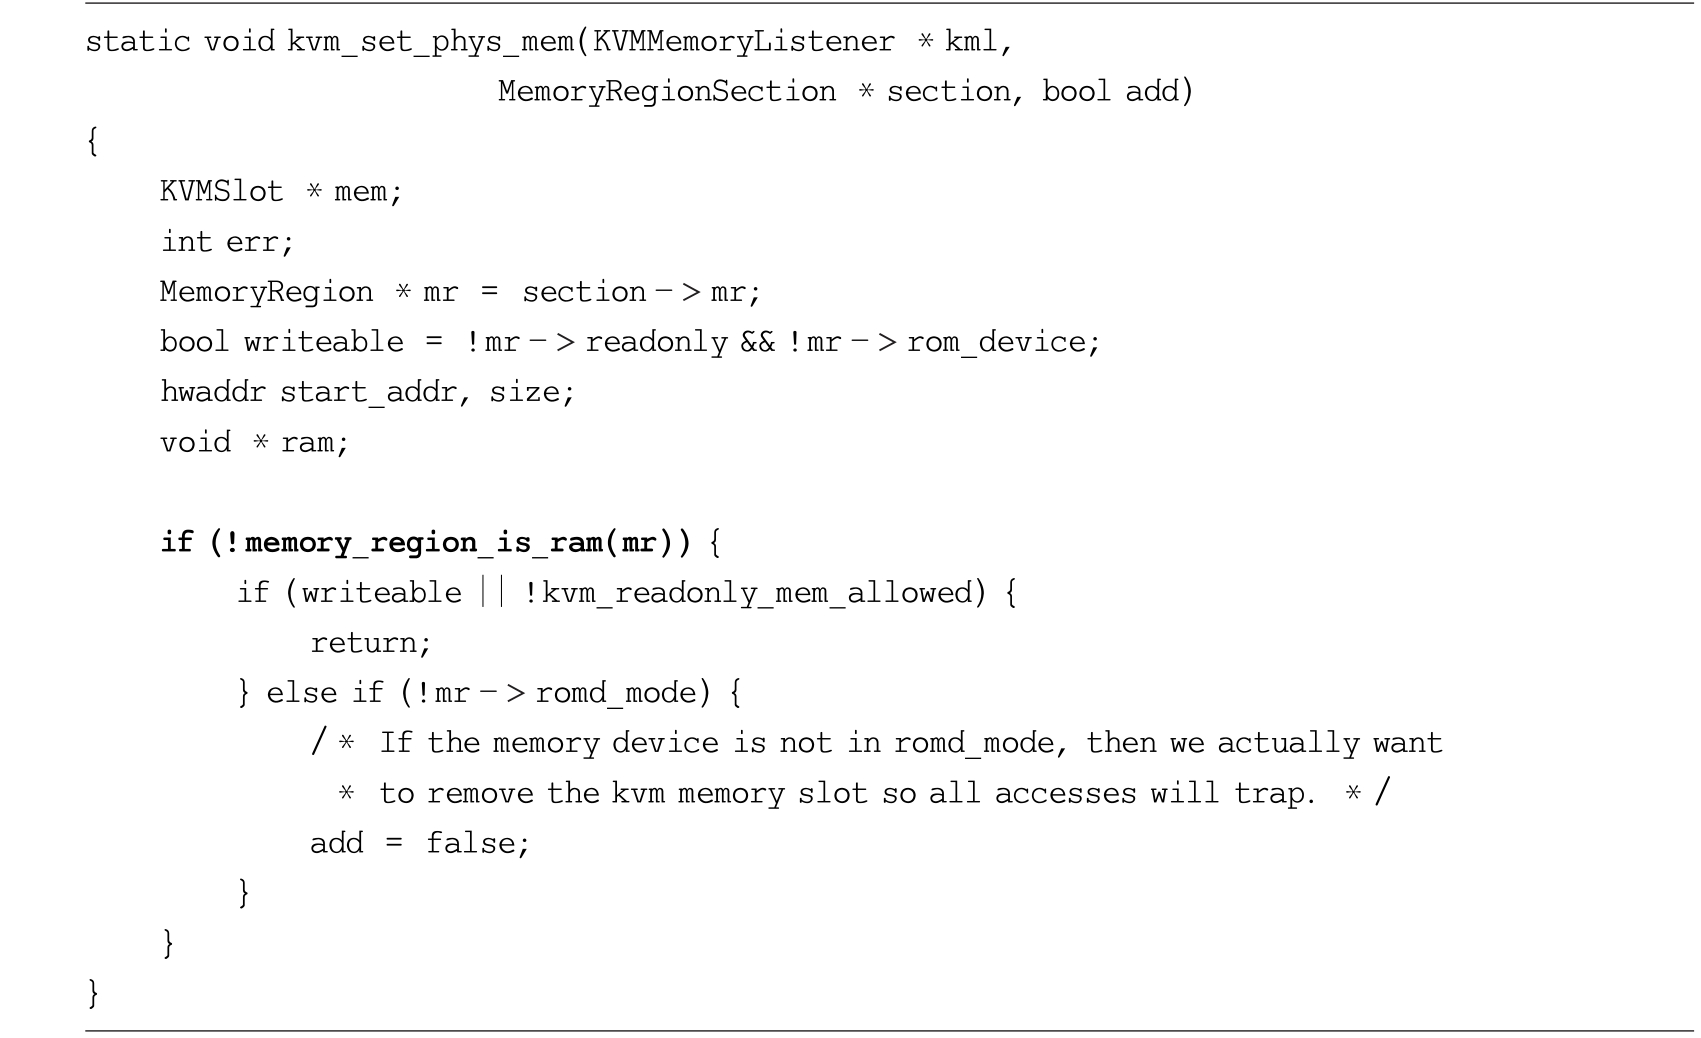 static void kvm_set_phys_mem(KVMMemoryListener * kml,
MemoryRegionSection * section, bool add)
{
KVMSlot * mem;
int err;
MemoryRegion * mr = section -> mr;
bool writeable = !mr -> readonly && !mr -> rom_device;
hwaddr start_addr, size;
void * ram;
if (!memory_region_is_ram(mr)) {
if (writeable || !kvm_readonly_mem_allowed) {
return;
} else if (!mr -> romd_mode) {
/ * If the memory device is not in romd_mode, then we actually want
* to remove the kvm memory slot so all accesses will trap. * /
add = false;
}
}
}